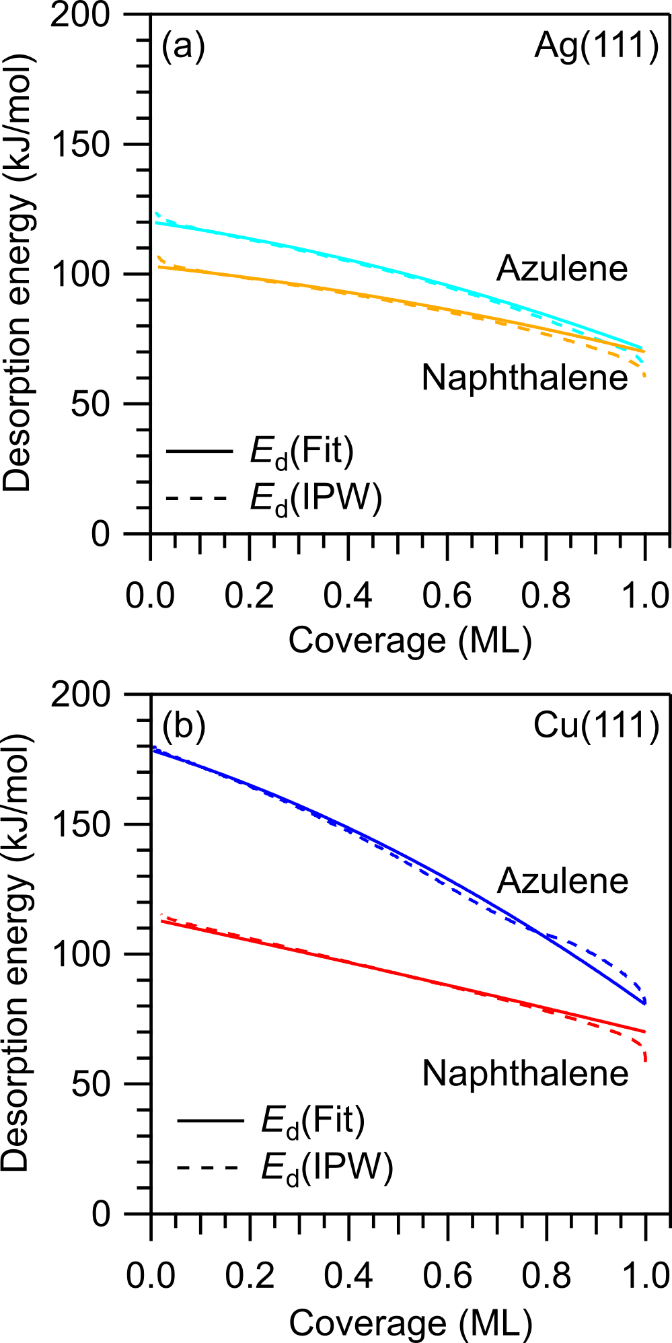 (a)
Ag(111)
Desorption energy (kJ/mol)
200
150
100
50
0
Azulene
Naphthalene
Ed(Fit)
Ed(IPW)
0.0 0.2 0.4 0.6 0.8 1.0
Coverage (ML)
(b)
Cu(111)
Desorption energy (kJ/mol)
200
150
100
50
0
Azulene
Naphthalene
Ed(Fit)
Ed(IPW)
0.0 0.2 0.4 0.6 0.8 1.0
Coverage (ML)